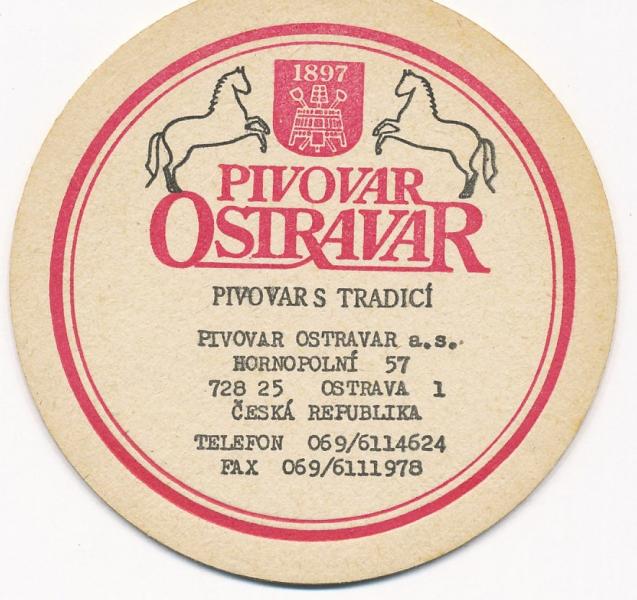 1897
PIVOVAR
OSTRAVAR
PIVOVAR S TRADICÍ
PIVOVAR OSTRAVAR a.s.
HORNOPOLNÍ 57
728 25 OSTRAVA 1
ČESKÁ REPUBLIKA
TELEFON 069/6114624
FAX 069/6111978